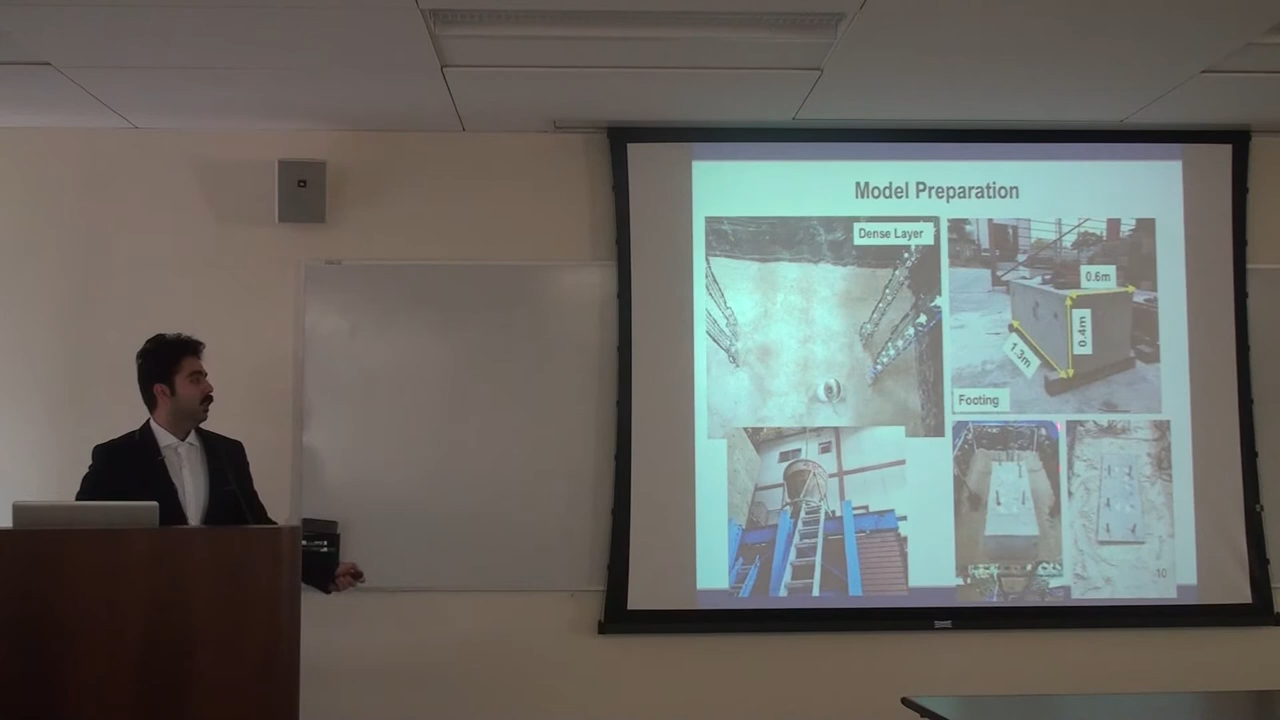 Model Preparation
Dense Layer
0.6m
0.4m
1.3m
Footing
10